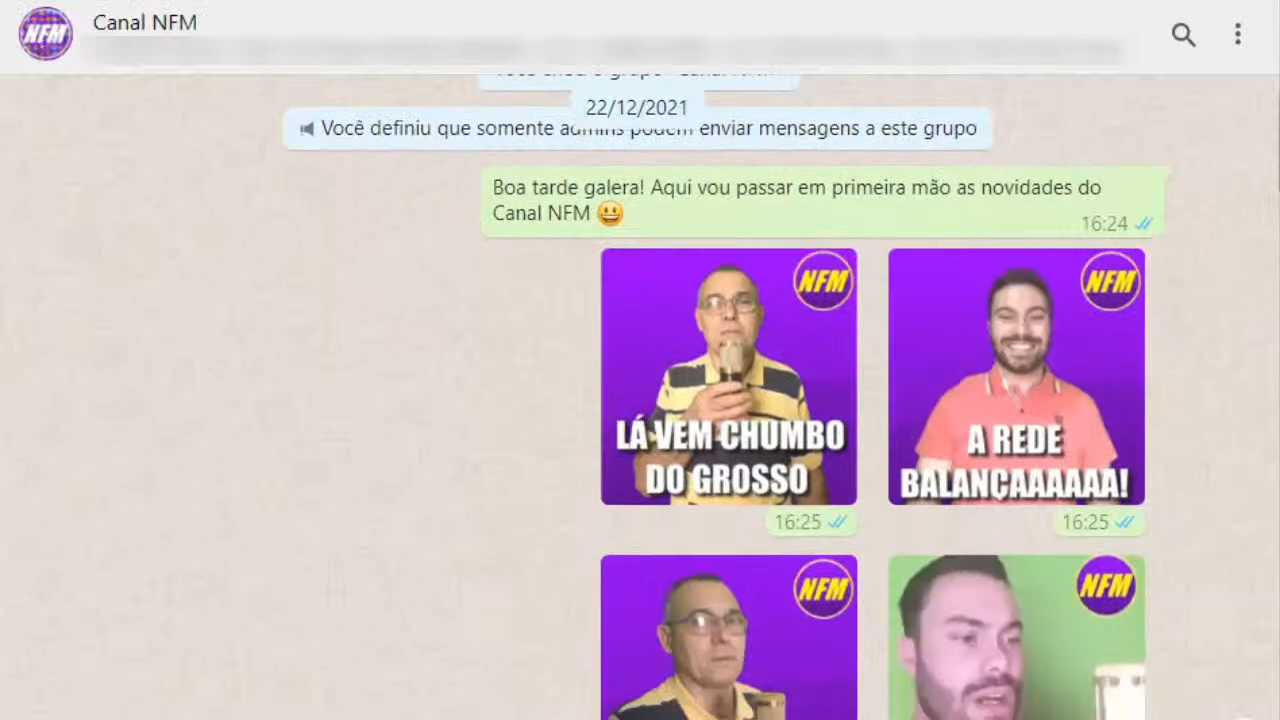 NFM
Canal NFM
22/12/2021
Você definiu que somente admins podem enviar mensagens a este grupo
Boa tarde galera! Aqui vou passar em primeira mão as novidades do
Canal NFM
16:24
NFM
NFM
LÁ VEM CHUMBO
DO GROSSO
A REDE
BALANÇAAAAAA!
16:25
16:25
NFM
NFM